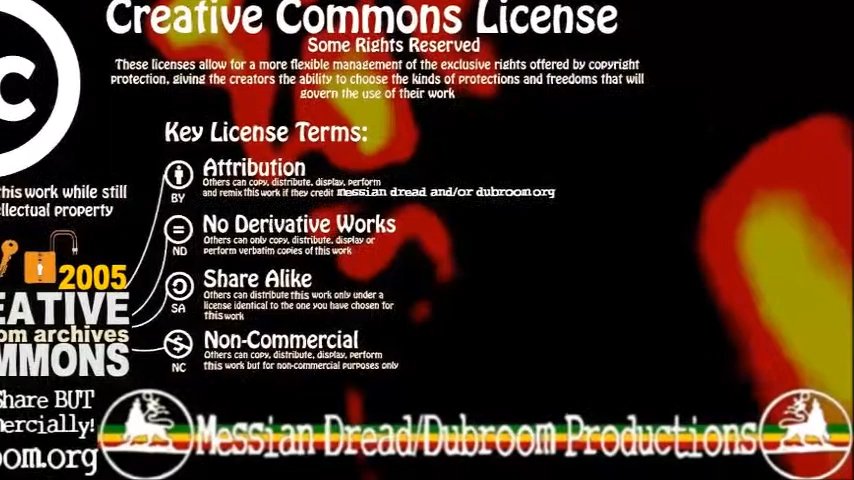 Creative Commons License
Some Rights Reserved
These licenses allow for a more flexible management of the exclusive rights offered by copyright
protection, giving the creators the ability to choose the kinds of protections and freedoms that will
govern the use of their work
C
Key License Terms:
Attribution
Others can copy, distribute, display, perform
and remix this work if they credit messian dread and/or dubroom.org
BY
this work while still
ellectual property
No Derivative Works
Others can only copy, distribute, display or
perform verbatim copies of this work
ND
2005
Share Alike
Others can distribute this work only under a
license identical to the one you have chosen for
this work
SA
EATIVE
om archives
MMONS
Non-Commercial
Others can copy, distribute, display, perform
this work but for non-commercial purposes only
NC
Share BUT
ercially!
oom.org
Messian Dread/Dubroom Productions